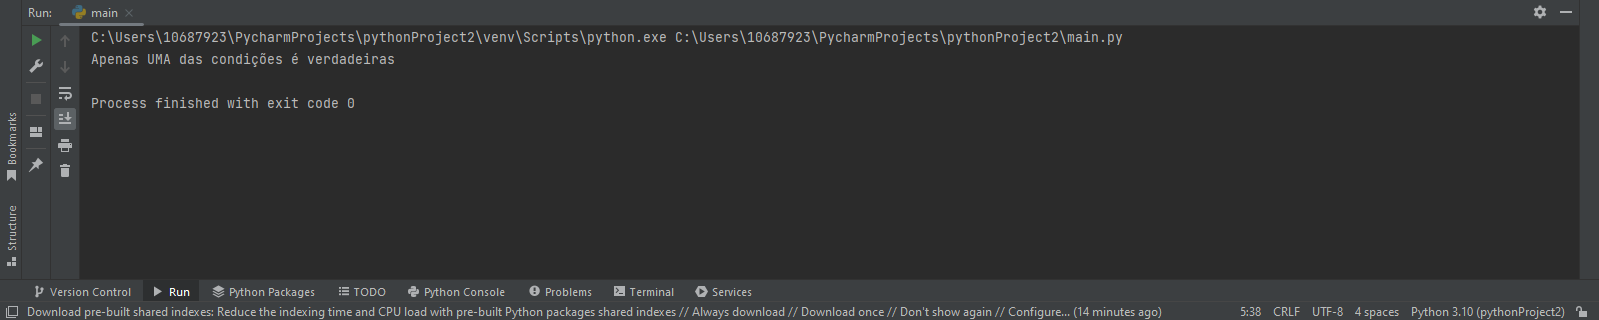 Run: main
C:\Users\10687923\PycharmProjects\pythonProject2\venv\Scripts\python.exe C:\Users\10687923\PycharmProjects\pythonProject2\main.py
Apenas UMA das condições é verdadeiras
Process finished with exit code 0
Bookmarks
Structure
Version Control Run Python Packages TODO Python Console Problems Terminal Services
Download pre-built shared indexes: Reduce the indexing time and CPU load with pre-built Python packages shared indexes // Always download // Download once // Don't show again // Configure... (14 minutes ago) 5:38 CRLF UTF-8 4 spaces Python 3.10 (pythonProject2)